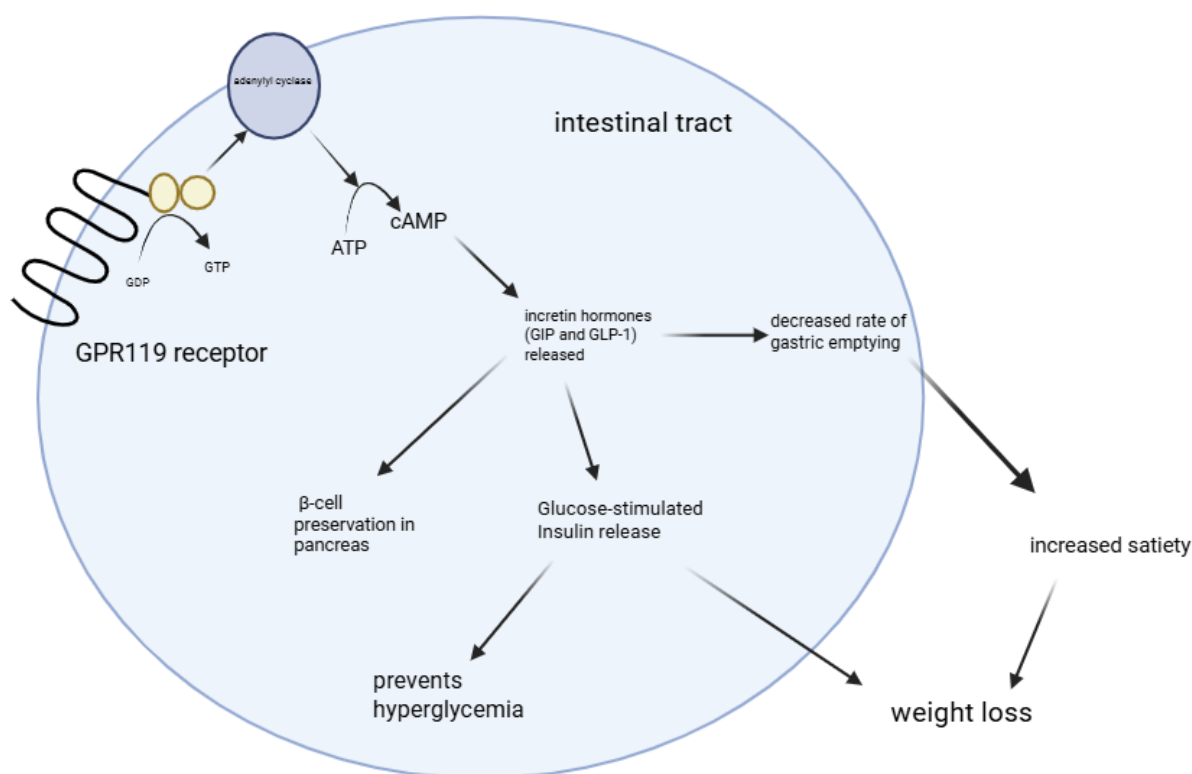 adenylyl cyclase
intestinal tract
cAMP
ATP
GTP
GDP
incretin hormones
(GIP and GLP-1)
released
decreased rate of
gastric emptying
GPR119 receptor
β-cell
preservation in
pancreas
Glucose-stimulated
Insulin release
increased satiety
prevents
hyperglycemia
weight loss